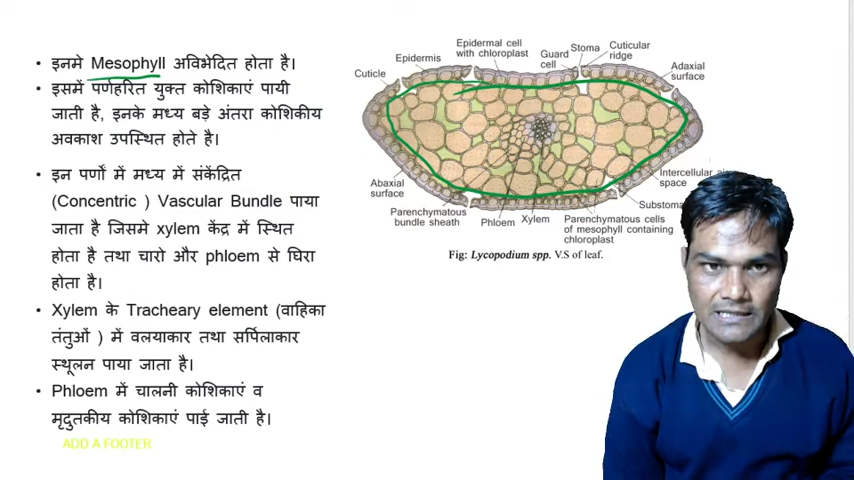 • इनमे Mesophyll अविभेदित होता है।
• इसमें पर्णहरित युक्त कोशिकाएं पायी
जाती है, इनके मध्य बड़े अंतरा कोशिकीय
अवकाश उपस्थित होते है।
• इन पर्णों में मध्य में संकेंद्रित
(Concentric ) Vascular Bundle पाया
जाता है जिसमे xylem केंद्र में स्थित
होता है तथा चारो और phloem से घिरा
होता है।
• Xylem के Tracheary element (वाहिका
तंतुओं ) में वलयाकार तथा सर्पिलाकार
स्थूलन पाया जाता है।
• Phloem में चालनी कोशिकाएं व
मृदुतकीय कोशिकाएं पाई जाती है।
ADD A FOOTER
Cuticle
Epidermis
Epidermal cell
with chloroplast
Guard
cell
Stoma
Cuticular
ridge
Adaxial
surface
Abaxial
surface
Parenchymatous
bundle sheath
Phloem
Xylem
Parenchymatous cells
of mesophyll containing
chloroplast
Intercellular
space
Fig: Lycopodium spp. V.S of leaf.